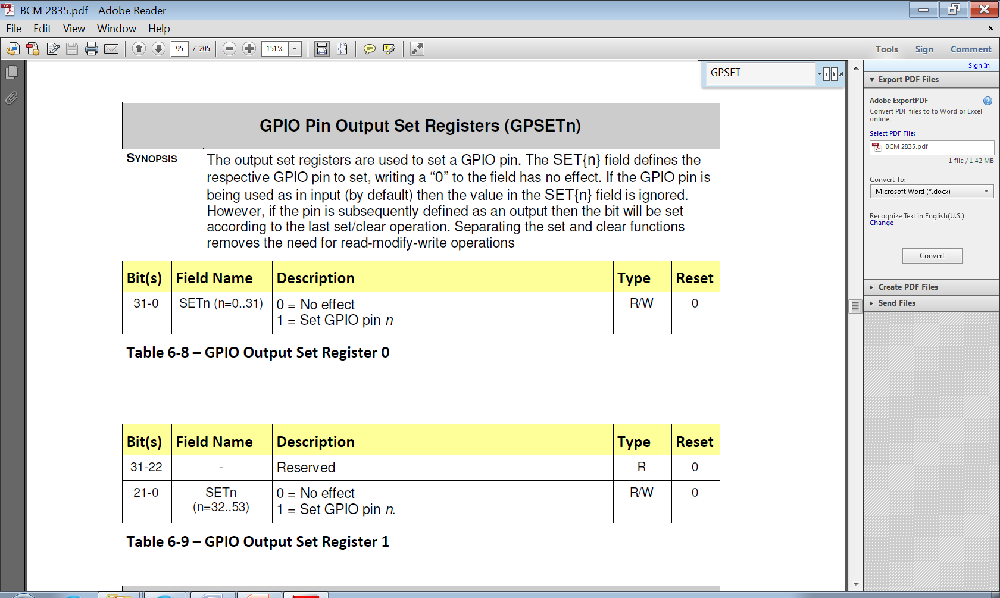 BCM 2835.pdf - Adobe Reader
File Edit View Window Help
95 / 205 151% Tools Sign Comment
GPSET
Sign In
Export PDF Files
Adobe ExportPDF
Convert PDF files to to Word or Excel
online.
Select PDF File:
BCM 2835.pdf
1 file / 1.42 MB
Convert To:
Microsoft Word (*.docx)
Recognize Text in English(U.S.)
Change
Convert
Create PDF Files
Send Files
GPIO Pin Output Set Registers (GPSETn)
SYNOPSIS The output set registers are used to set a GPIO pin. The SET{n} field defines the
respective GPIO pin to set, writing a “0” to the field has no effect. If the GPIO pin is
being used as in input (by default) then the value in the SET{n} field is ignored.
However, if the pin is subsequently defined as an output then the bit will be set
according to the last set/clear operation. Separating the set and clear functions
removes the need for read-modify-write operations
Bit(s) Field Name Description Type Reset
31-0 SETn (n=0..31) 0 = No effect R/W 0
1 = Set GPIO pin n
Table 6-8 – GPIO Output Set Register 0
Bit(s) Field Name Description Type Reset
31-22 - Reserved R 0
21-0 SETn 0 = No effect R/W 0
(n=32..53) 1 = Set GPIO pin n.
Table 6-9 – GPIO Output Set Register 1